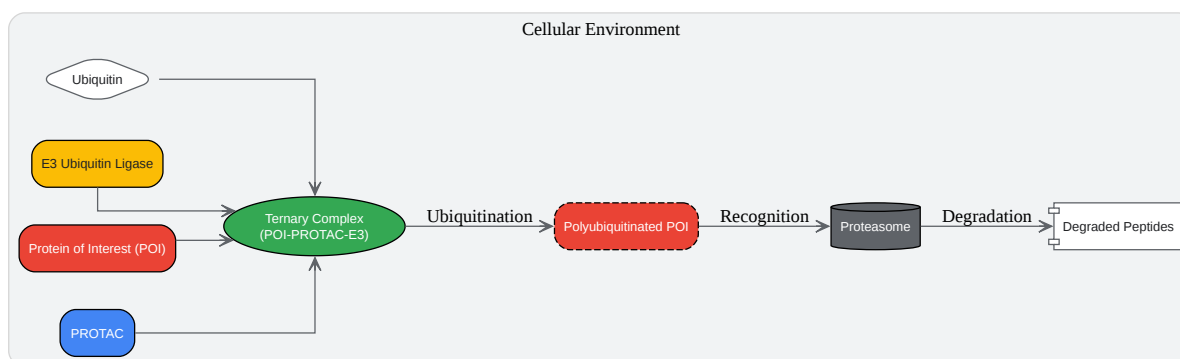 Cellular Environment
Ubiquitin
E3 Ubiquitin Ligase
Protein of Interest (POI)
PROTAC
Ternary Complex
(POI-PROTAC-E3)
Ubiquitination
Polyubiquitinated POI
Recognition
Proteasome
Degradation
Degraded Peptides